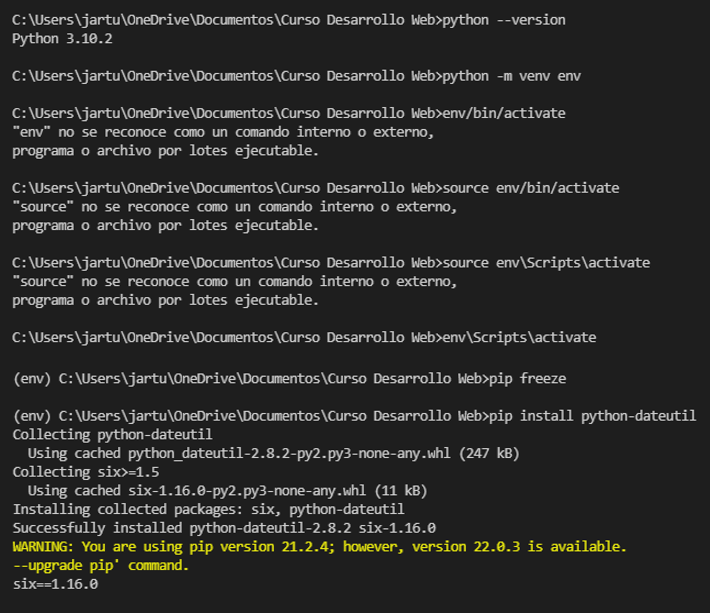 C:\Users\jartu\OneDrive\Documentos\Curso Desarrollo Web>python --version
Python 3.10.2
C:\Users\jartu\OneDrive\Documentos\Curso Desarrollo Web>python -m venv env
C:\Users\jartu\OneDrive\Documentos\Curso Desarrollo Web>env/bin/activate
"env" no se reconoce como un comando interno o externo,
programa o archivo por lotes ejecutable.
C:\Users\jartu\OneDrive\Documentos\Curso Desarrollo Web>source env/bin/activate
"source" no se reconoce como un comando interno o externo,
programa o archivo por lotes ejecutable.
C:\Users\jartu\OneDrive\Documentos\Curso Desarrollo Web>source env\Scripts\activate
"source" no se reconoce como un comando interno o externo,
programa o archivo por lotes ejecutable.
C:\Users\jartu\OneDrive\Documentos\Curso Desarrollo Web>env\Scripts\activate
(env) C:\Users\jartu\OneDrive\Documentos\Curso Desarrollo Web>pip freeze
(env) C:\Users\jartu\OneDrive\Documentos\Curso Desarrollo Web>pip install python-dateutil
Collecting python-dateutil
  Using cached python_dateutil-2.8.2-py2.py3-none-any.whl (247 kB)
Collecting six>=1.5
  Using cached six-1.16.0-py2.py3-none-any.whl (11 kB)
Installing collected packages: six, python-dateutil
Successfully installed python-dateutil-2.8.2 six-1.16.0
WARNING: You are using pip version 21.2.4; however, version 22.0.3 is available.
--upgrade pip' command.
six==1.16.0